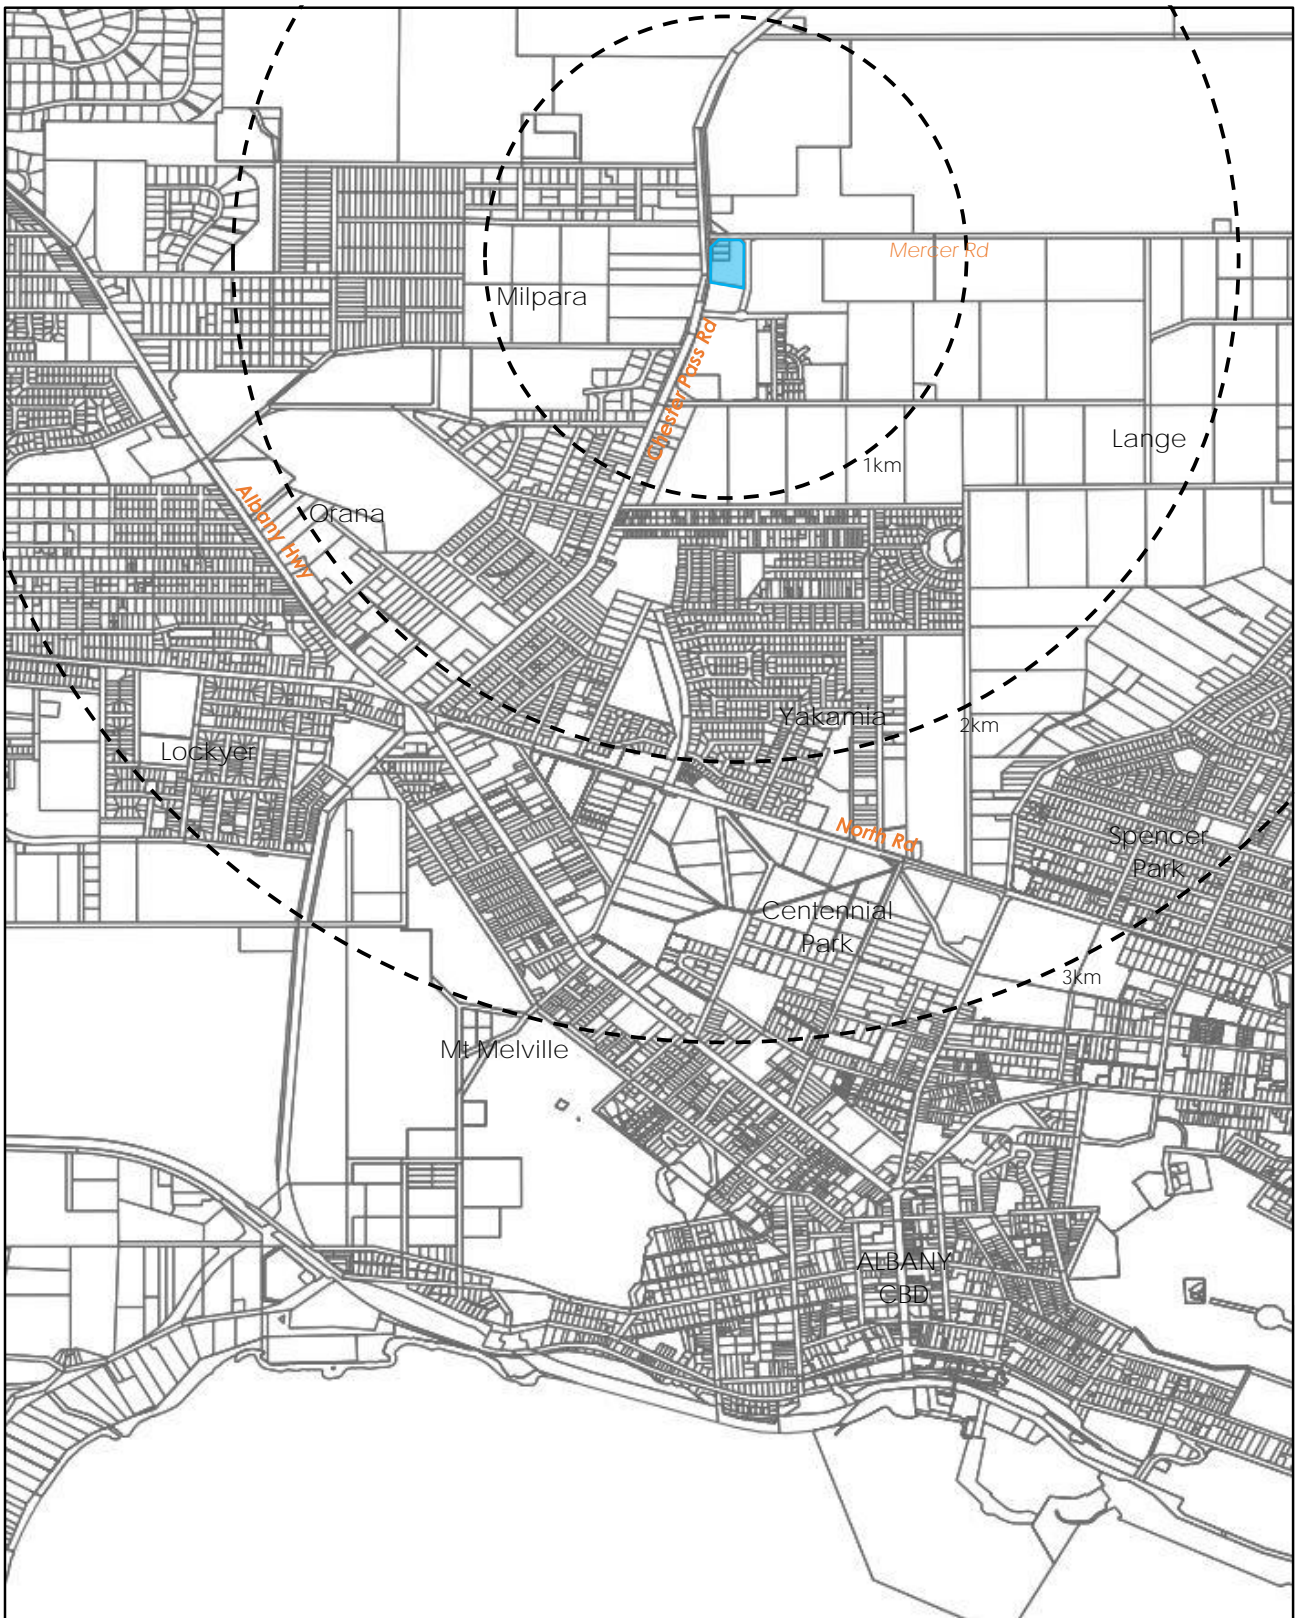 Mercer Rd
Milpara
Chester Pass Rd
Lange
1km
Albany Hwy
Orana
Yakamia
2km
Lockyer
North Rd
Spencer
Park
Centennial
Park
3km
Mt Melville
ALBANY
CBD